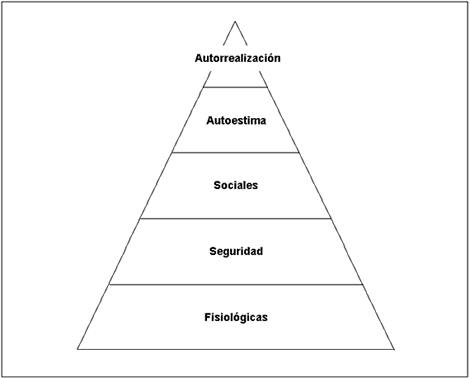 Autorrealización
Autoestima
Sociales
Seguridad
Fisiológicas